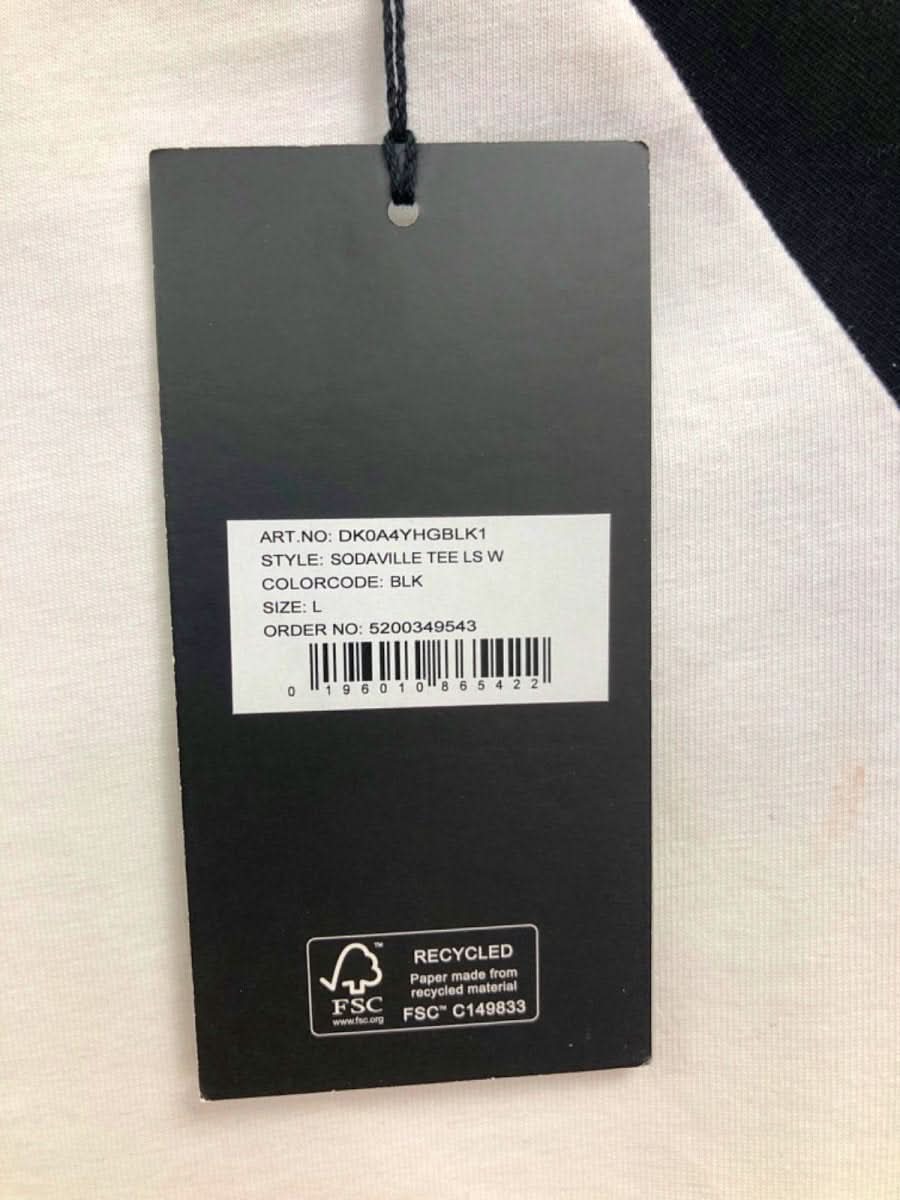 ART.NO: DK0A4YHGBLK1
STYLE: SODAVILLE TEE LS W
COLORCODE: BLK
SIZE: L
ORDER NO: 5200349543
0 196010 865422
RECYCLED
Paper made from
recycled material
FSC™ C149833
™
FSC
www.fsc.org